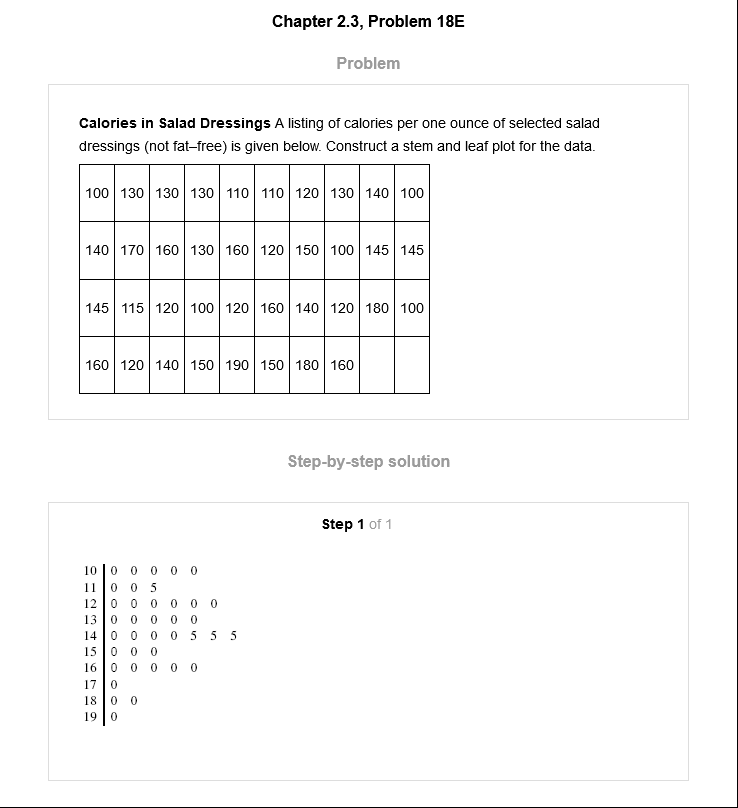 Chapter 2.3, Problem 18E
Problem
Calories in Salad Dressings A listing of calories per one ounce of selected salad
dressings (not fat–free) is given below. Construct a stem and leaf plot for the data.
100 130 130 130 110 110 120 130 140 100
140 170 160 130 160 120 150 100 145 145
145 115 120 100 120 160 140 120 180 100
160 120 140 150 190 150 180 160
Step-by-step solution
Step 1 of 1
10 0 0 0 0 0
11 0 0 5
12 0 0 0 0 0 0
13 0 0 0 0 0
14 0 0 0 0 5 5 5
15 0 0 0
16 0 0 0 0 0
17 0
18 0 0
19 0